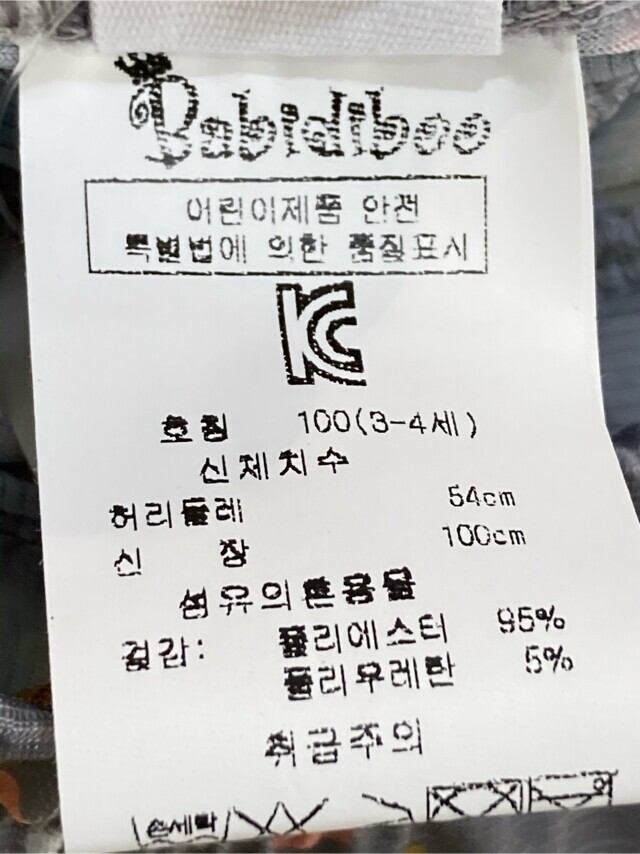 Babidiboo
어린이제품 안전
특별법에 의한 품질표시
KC
호칭 100(3-4세)
신체치수
허리둘레 54cm
신 장 100cm
섬유의혼용율
겉감: 폴리에스터 95%
폴리우레탄 5%
취급주의
손세탁